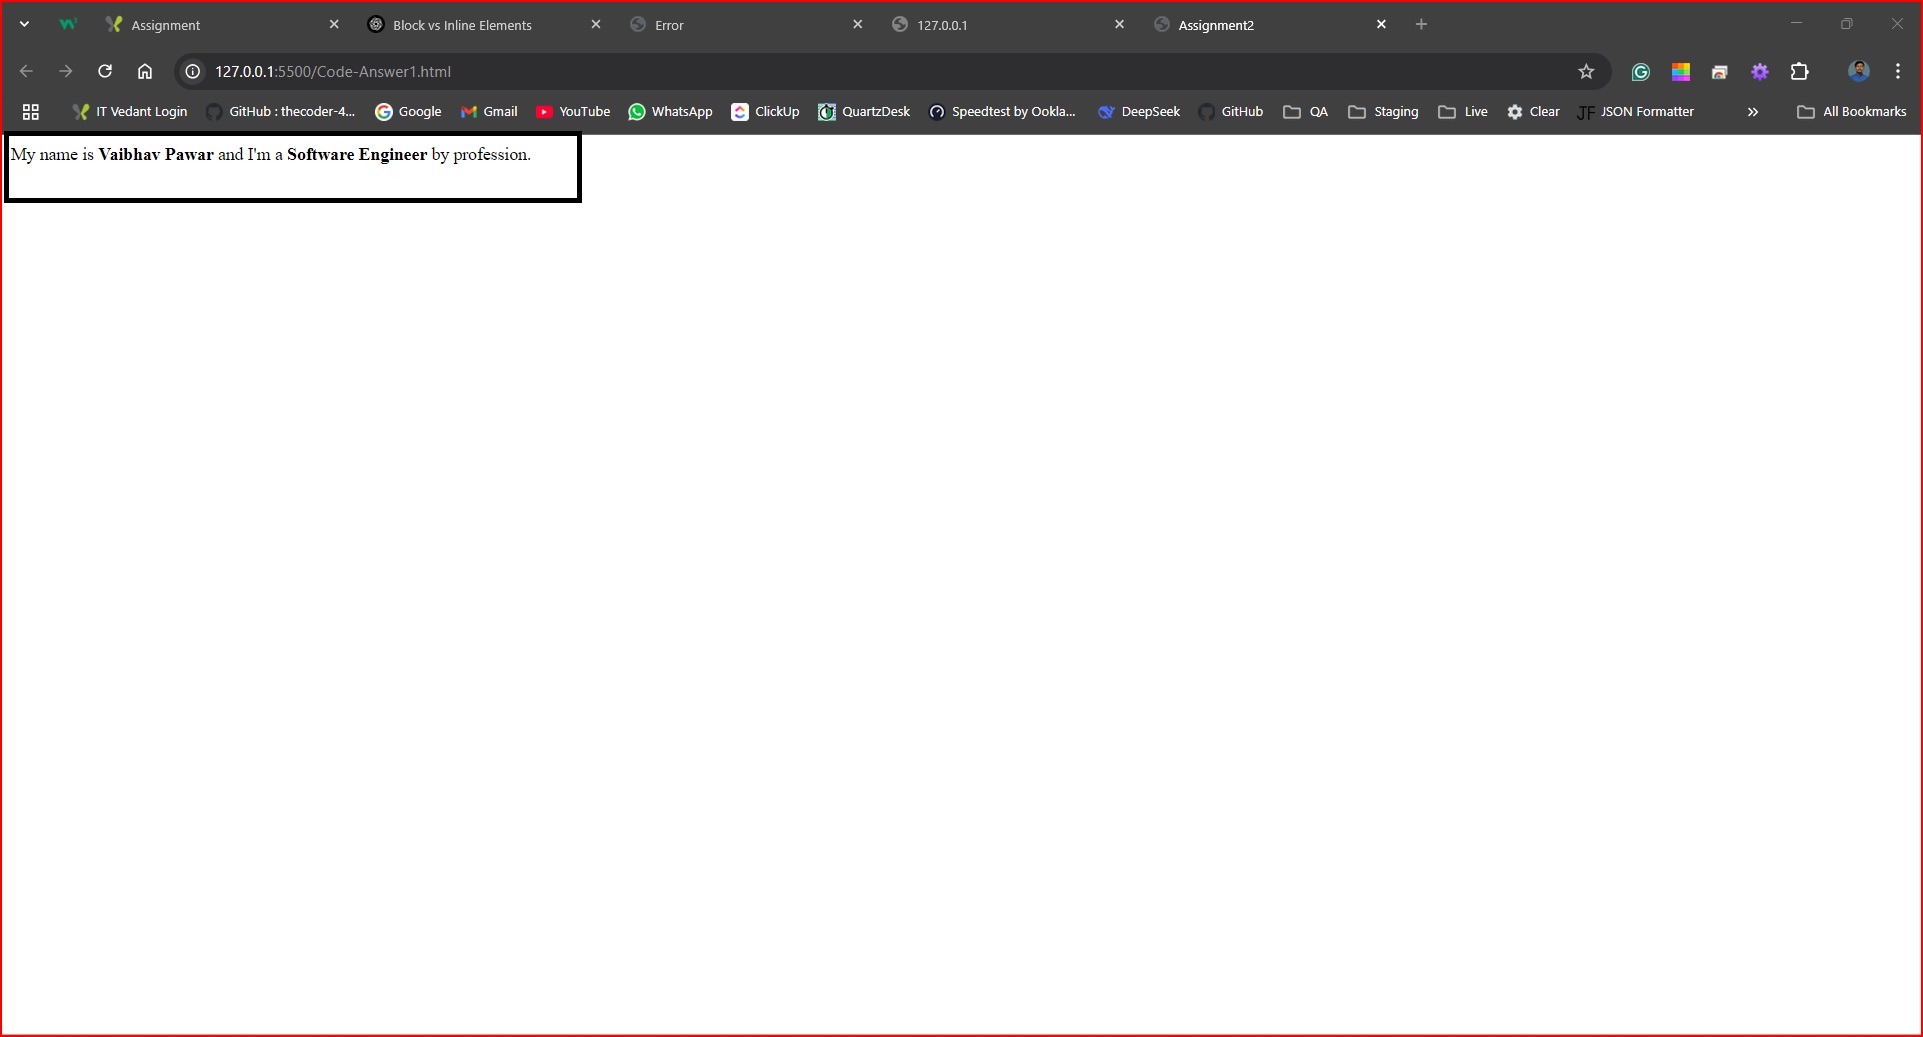 Assignment
Block vs Inline Elements
Error
127.0.0.1
Assignment2
127.0.0.1:5500/Code-Answer1.html
IT Vedant Login
GitHub : thecoder-4...
Google
Gmail
YouTube
WhatsApp
ClickUp
QuartzDesk
Speedtest by Ookla...
DeepSeek
GitHub
QA
Staging
Live
Clear
JF JSON Formatter
All Bookmarks
My name is Vaibhav Pawar and I'm a Software Engineer by profession.